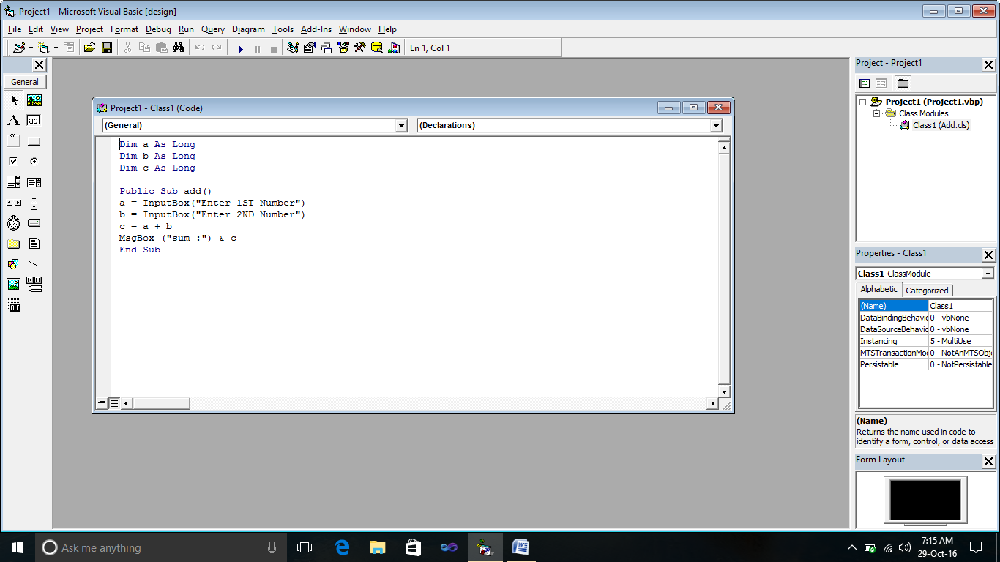 Project1 - Microsoft Visual Basic [design]
File Edit View Project Format Debug Run Query Diagram Tools Add-Ins Window Help
Ln 1, Col 1
General
A ab|
XY
OLE
Project1 - Class1 (Code)
(General) (Declarations)
Dim a As Long
Dim b As Long
Dim c As Long
Public Sub add()
a = InputBox("Enter 1ST Number")
b = InputBox("Enter 2ND Number")
c = a + b
MsgBox ("sum :") & c
End Sub
Project - Project1
Project1 (Project1.vbp)
Class Modules
Class1 (Add.cls)
Properties - Class1
Class1 ClassModule
Alphabetic Categorized
(Name) Class1
DataBindingBehavic 0 - vbNone
DataSourceBehavic 0 - vbNone
Instancing 5 - MultiUse
MTSTransactionMoc 0 - NotAnMTSObj
Persistable 0 - NotPersistable
(Name)
Returns the name used in code to
identify a form, control, or data access
Form Layout
Ask me anything
7:15 AM
29-Oct-16